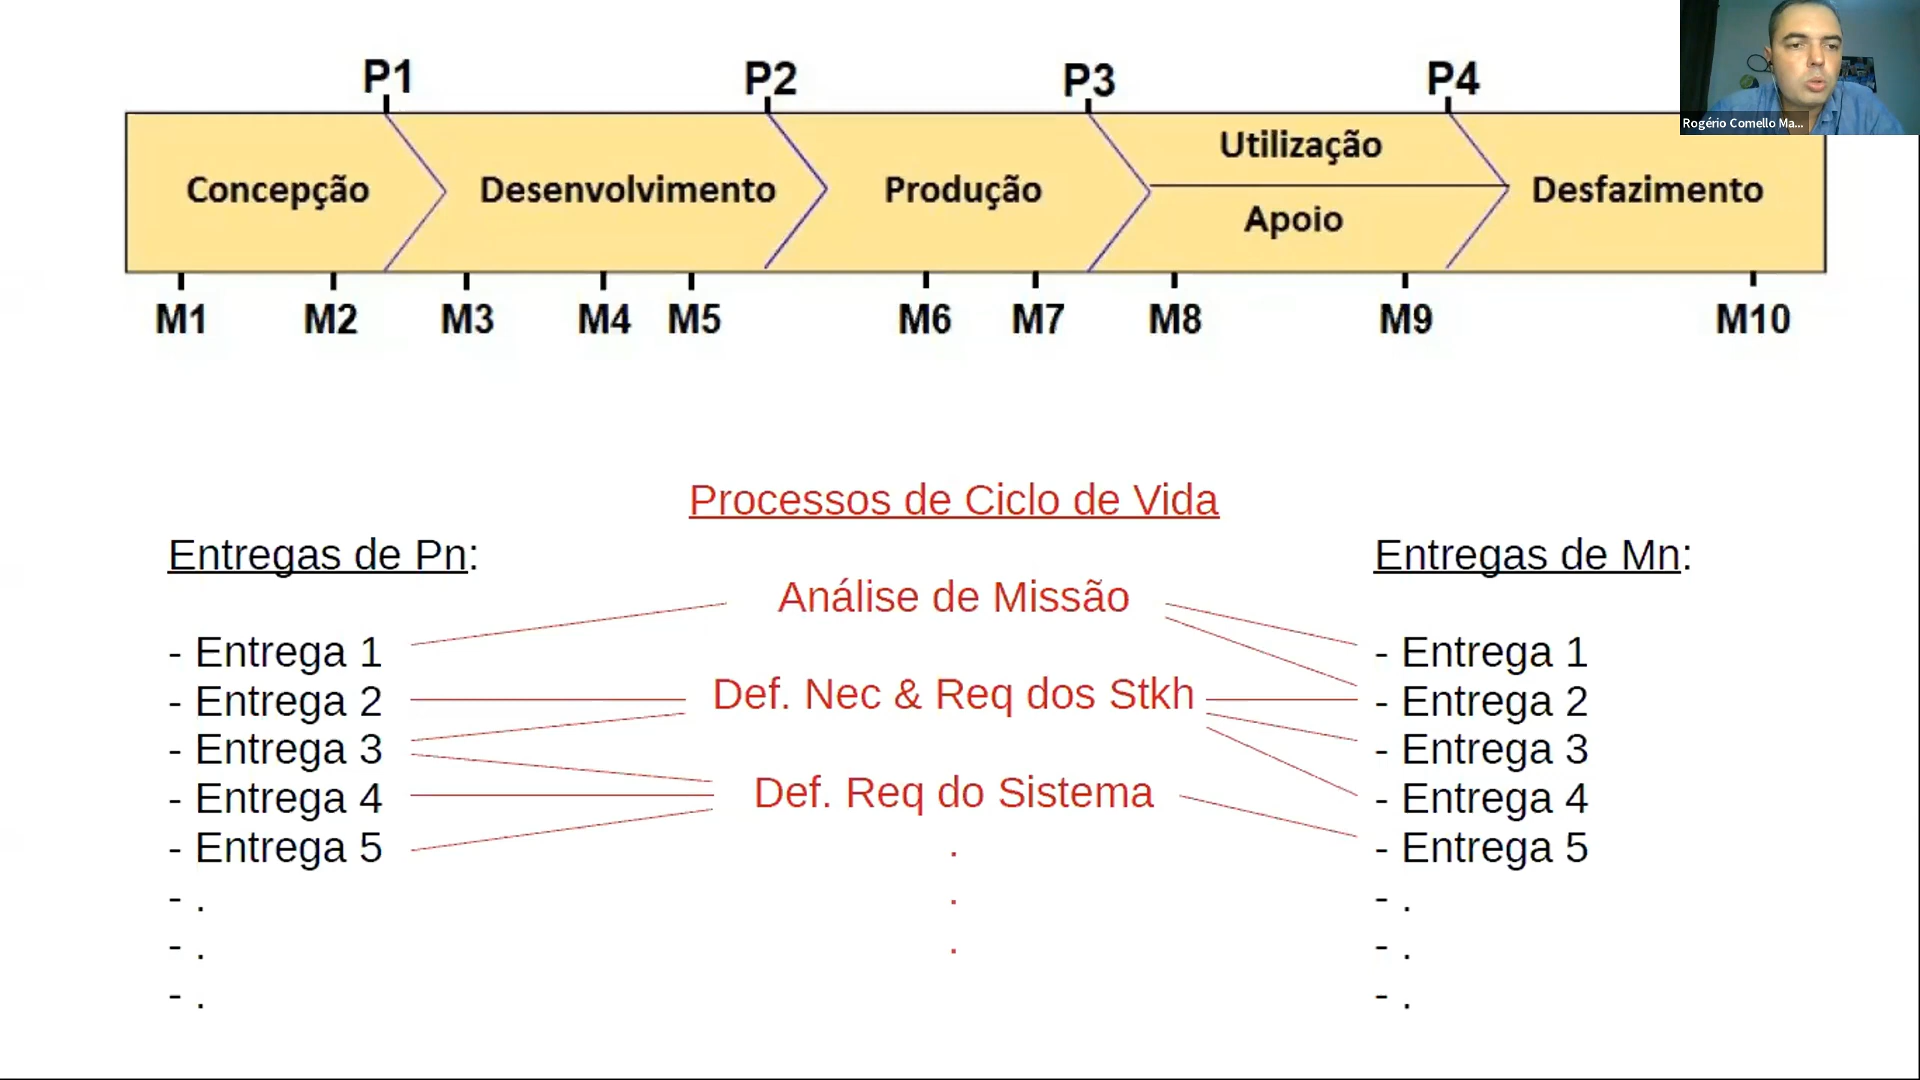 P1 P2 P3 P4
Rogério Comello Ma...
Utilização
Concepção Desenvolvimento Produção Desfazimento
Apoio
M1 M2 M3 M4 M5 M6 M7 M8 M9 M10
Processos de Ciclo de Vida
Entregas de Pn:
- Entrega 1
- Entrega 2
- Entrega 3
- Entrega 4
- Entrega 5
- .
- .
- .
Análise de Missão
Def. Nec & Req dos Stkh
Def. Req do Sistema
.
.
.
Entregas de Mn:
- Entrega 1
- Entrega 2
- Entrega 3
- Entrega 4
- Entrega 5
- .
- .
- .